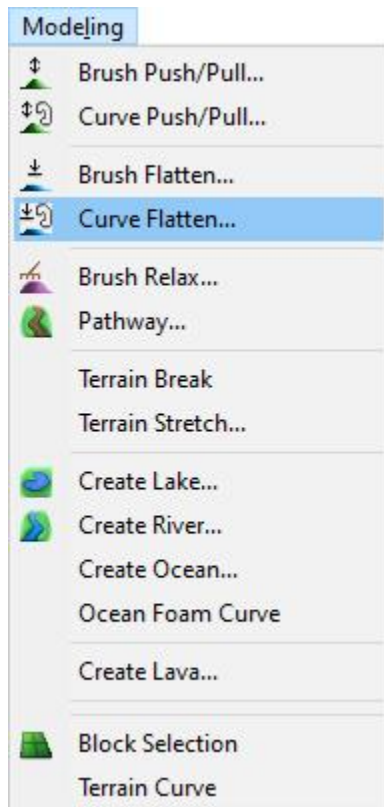 Modeling
Brush Push/Pull...
Curve Push/Pull...
Brush Flatten...
Curve Flatten...
Brush Relax...
Pathway...
Terrain Break
Terrain Stretch...
Create Lake...
Create River...
Create Ocean...
Ocean Foam Curve
Create Lava...
Block Selection
Terrain Curve